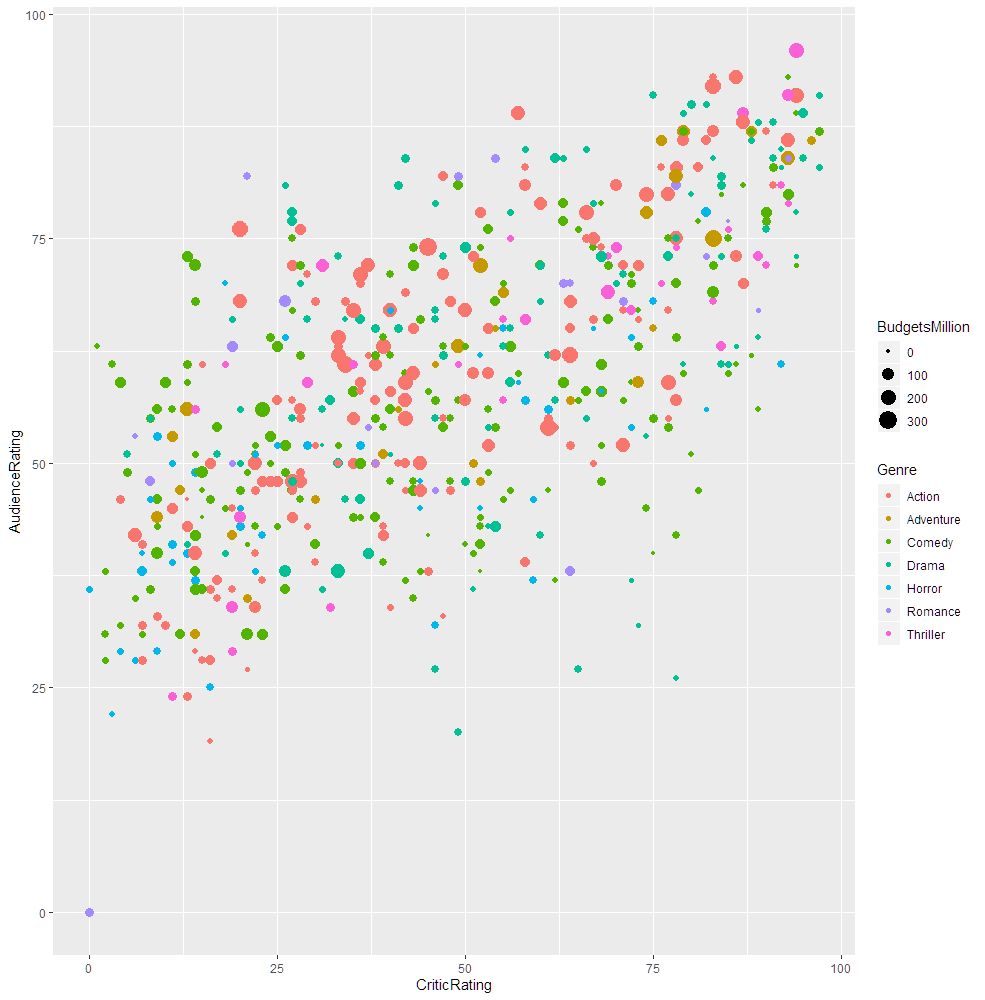 100
75
50
25
0
AudienceRating
0
25
50
75
100
CriticRating
BudgetsMillion
0
100
200
300
Genre
Action
Adventure
Comedy
Drama
Horror
Romance
Thriller